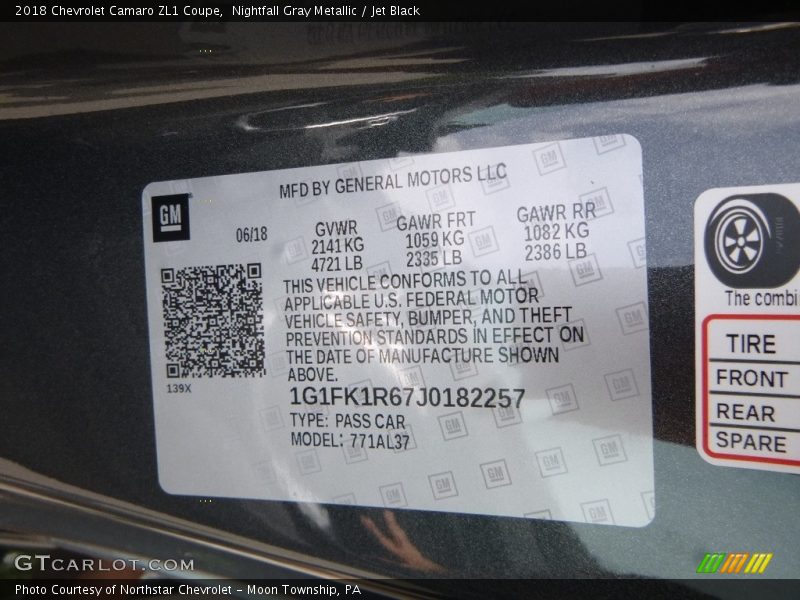 2018 Chevrolet Camaro ZL1 Coupe, Nightfall Gray Metallic / Jet Black
MFD BY GENERAL MOTORS LLC
GM
06/18
GVWR
2141 KG
4721 LB
GAWR FRT
1059 KG
2335 LB
GAWR RR
1082 KG
2386 LB
THIS VEHICLE CONFORMS TO ALL
APPLICABLE U.S. FEDERAL MOTOR
VEHICLE SAFETY, BUMPER, AND THEFT
PREVENTION STANDARDS IN EFFECT ON
THE DATE OF MANUFACTURE SHOWN
ABOVE.
139X
1G1FK1R67J0182257
TYPE: PASS CAR
MODEL: 771AL37
The combi
TIRE
FRONT
REAR
SPARE
GTCARLOT.COM
Photo Courtesy of Northstar Chevrolet – Moon Township, PA